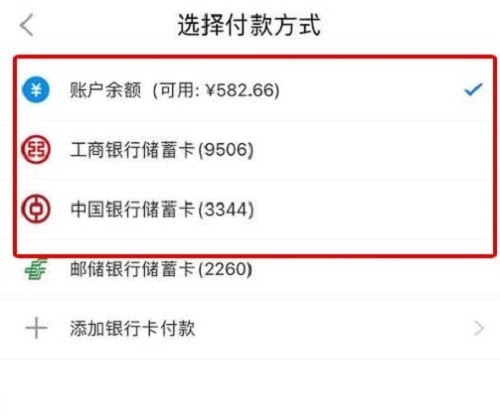 选择付款方式
账户余额（可用: ¥582.66)
工商银行储蓄卡(9506)
中国银行储蓄卡(3344)
邮储银行储蓄卡(2260)
添加银行卡付款